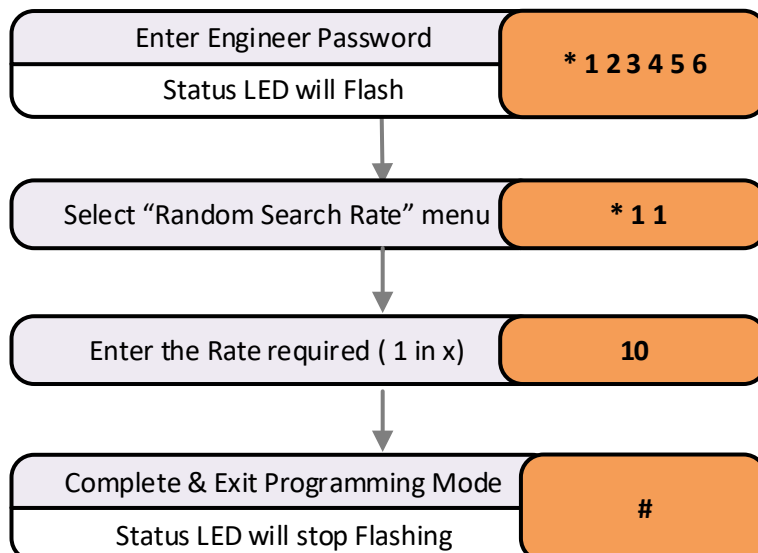 Enter Engineer Password
* 1 2 3 4 5 6
Status LED will Flash
Select “Random Search Rate” menu
* 1 1
Enter the Rate required ( 1 in x)
10
Complete & Exit Programming Mode
#
Status LED will stop Flashing